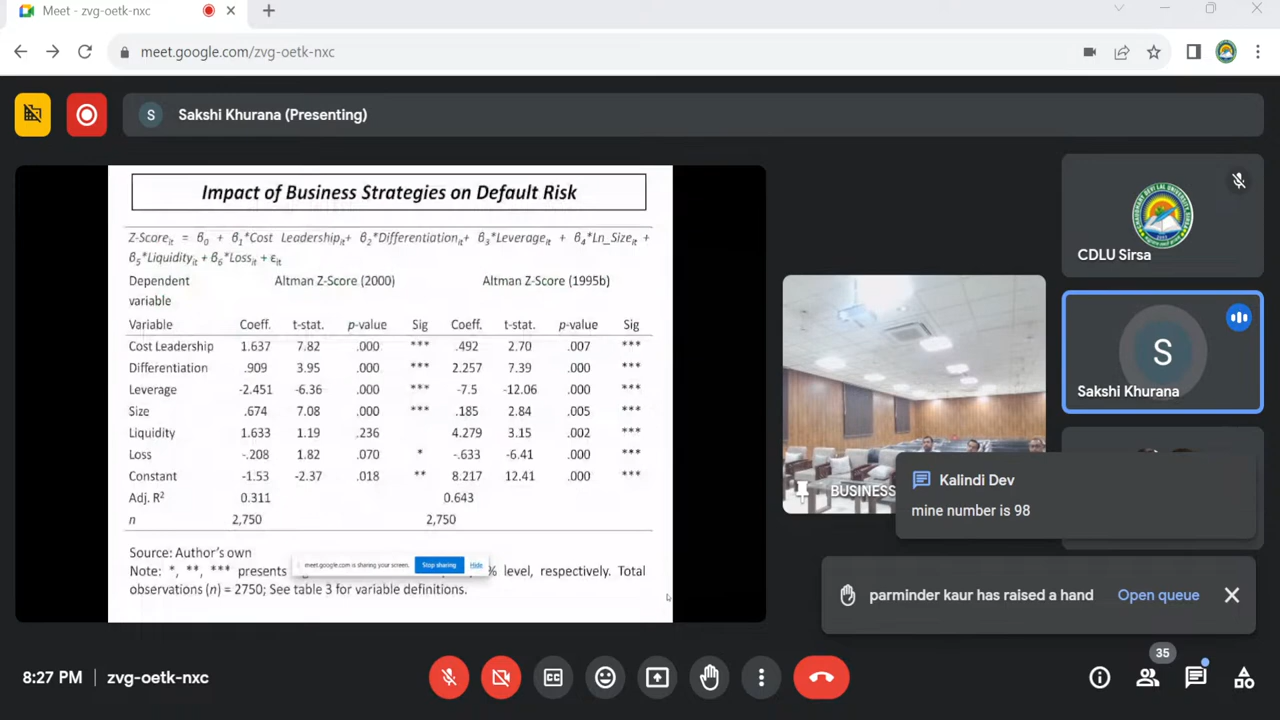 Meet - zvg-oetk-nxc
meet.google.com/zvg-oetk-nxc
S
Sakshi Khurana (Presenting)
Impact of Business Strategies on Default Risk
Z-Scoreit = β0 + β1*Cost Leadershipit+ β2*Differentiationit+ β3*Leverageit + β4*Ln_Sizeit +
β5*Liquidityit + β6*Lossit + εit
Dependent variable Altman Z-Score (2000) Altman Z-Score (1995b)
Variable Coeff. t-stat. p-value Sig Coeff. t-stat. p-value Sig
Cost Leadership 1.637 7.82 .000 *** .492 2.70 .007 ***
Differentiation .909 3.95 .000 *** 2.257 7.39 .000 ***
Leverage -2.451 -6.36 .000 *** -7.5 -12.06 .000 ***
Size .674 7.08 .000 *** .185 2.84 .005 ***
Liquidity 1.633 1.19 .236 4.279 3.15 .002 ***
Loss -.208 1.82 .070 * -.633 -6.41 .000 ***
Constant -1.53 -2.37 .018 ** 8.217 12.41 .000 ***
Adj. R2 0.311 0.643
n 2,750 2,750
Source: Author's own
Note: *, **, *** presents % level, respectively. Total
observations (n) = 2750; See table 3 for variable definitions.
meet.google.com is sharing your screen. Stop sharing Hide
BUSINESS
CDLU Sirsa
S
Sakshi Khurana
Kalindi Dev
mine number is 98
parminder kaur has raised a hand Open queue
8:27 PM zvg-oetk-nxc
CC
35